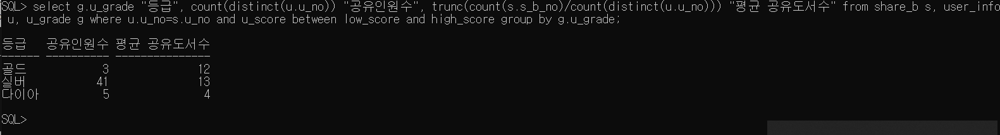 SQL> select g.u_grade "등급", count(distinct(u.u_no)) "공유인원수", trunc(count(s.s_b_no)/count(distinct(u.u_no))) "평균 공유도서수" from share_b s, user_info
u, u_grade g where u.u_no=s.u_no and u_score between low_score and high_score group by g.u_grade;
등급 공유인원수 평균 공유도서수
------ ---------- ---------------
골드 3 12
실버 41 13
다이아 5 4
SQL>